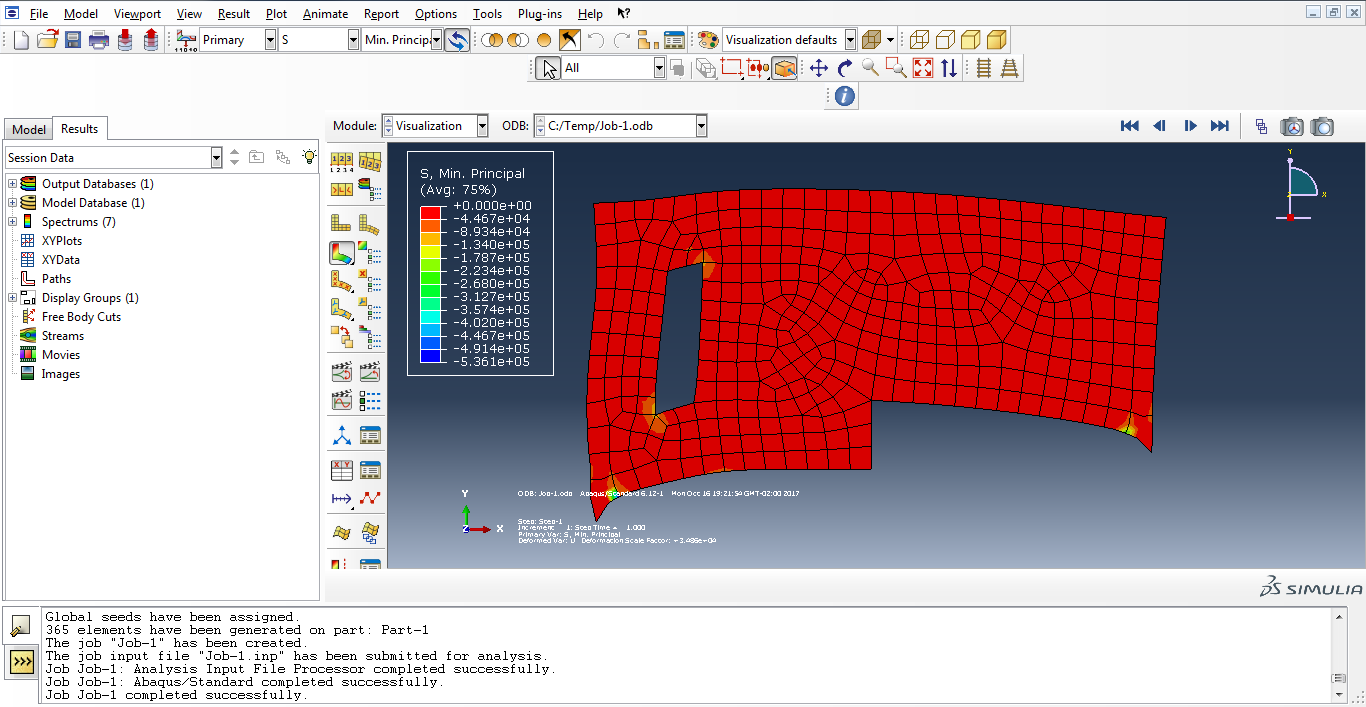 File Model Viewport View Result Plot Animate Report Options Tools Plug-ins Help
Primary S Min. Principa Visualization defaults
All
Model Results Module: Visualization ODB: C:/Temp/Job-1.odb
Session Data
Output Databases (1)
Model Database (1)
Spectrums (7)
XYPlots
XYData
Paths
Display Groups (1)
Free Body Cuts
Streams
Movies
Images
S, Min. Principal
(Avg: 75%)
+0.000e+00
-4.467e+04
-8.934e+04
-1.340e+05
-1.787e+05
-2.234e+05
-2.680e+05
-3.127e+05
-3.574e+05
-4.020e+05
-4.467e+05
-4.914e+05
-5.361e+05
Y
X
Y
X
Z
ODB: Job-1.odb Abaqus/Standard 6.12-1 Mon Oct 16 19:21:54 GMT-02:00 2017
Step: Step-1
Increment 1: Step Time = 1.000
Primary Var: S, Min. Principal
Deformed Var: U Deformation Scale Factor: +3.486e+04
SIMULIA
Global seeds have been assigned.
365 elements have been generated on part: Part-1
The job "Job-1" has been created.
The job input file "Job-1.inp" has been submitted for analysis.
Job Job-1: Analysis Input File Processor completed successfully.
Job Job-1: Abaqus/Standard completed successfully.
Job Job-1 completed successfully.